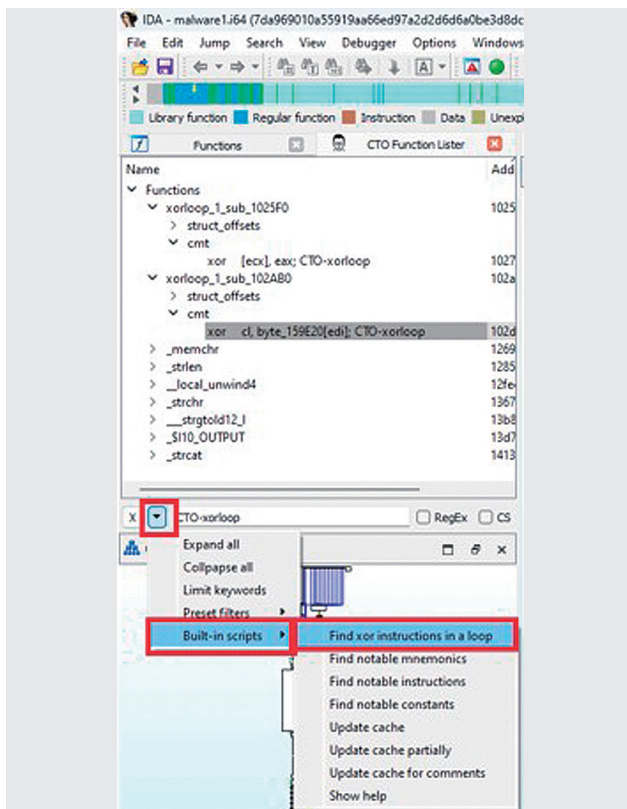 IDA - malware1.i64 (7da969010a55919aa66ed97a2d2d6d6a0be3d8dc
File Edit Jump Search View Debugger Options Windows
Library function Regular function Instruction Data Unexp
Functions CTO Function Lister
Name Add
Functions
xorloop_1_sub_1025F0 1025
struct_offsets
cmt
xor [ecx], eax; CTO-xorloop 1027
xorloop_1_sub_102AB0 102a
struct_offsets
cmt
xor cl, byte_159E20[edi]; CTO-xorloop 102d
_memchr 1269
_strlen 1285
__local_unwind4 12fe
_strchr 1367
___strgtold12_l 13b8
_$I10_OUTPUT 13d7
_strcat 1413
X CTO-xorloop RegEx CS
Expand all
Collpapse all
Limit keywords
Preset filters
Built-in scripts Find xor instructions in a loop
Find notable mnemonics
Find notable instructions
Find notable constants
Update cache
Update cache partially
Update cache for comments
Show help